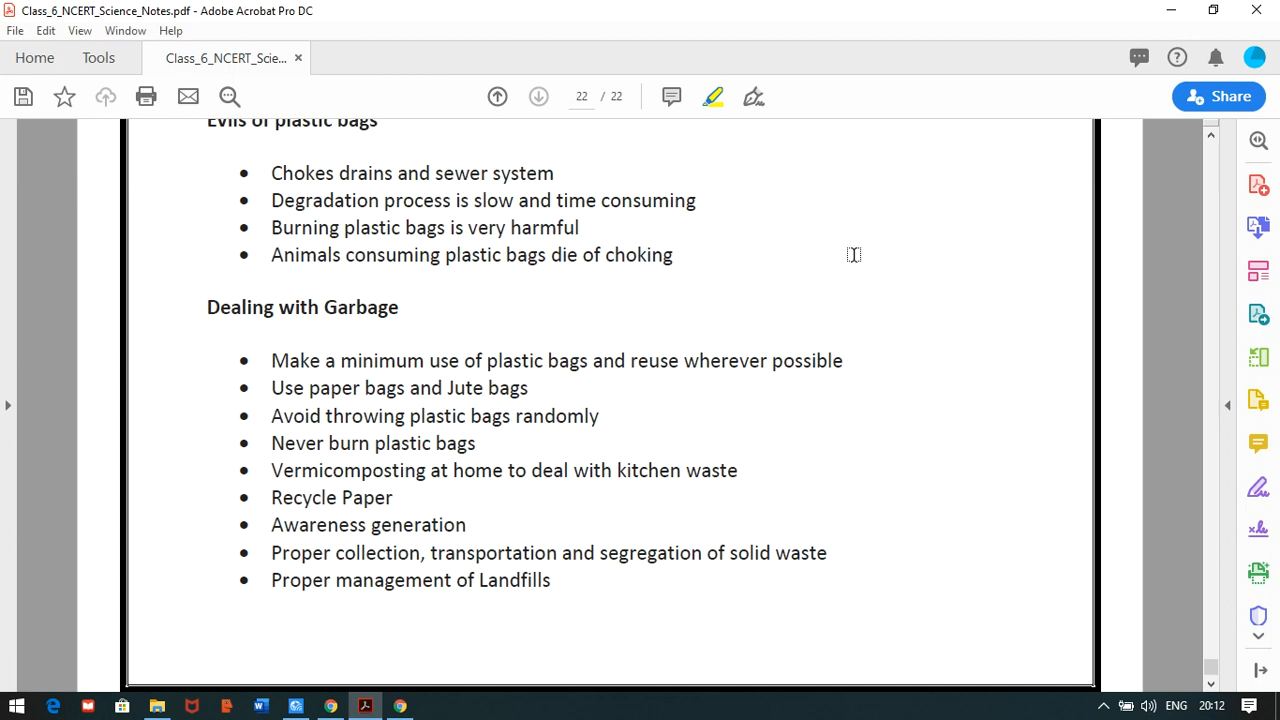 Class_6_NCERT_Science_Notes.pdf - Adobe Acrobat Pro DC
File Edit View Window Help
Home Tools Class_6_NCERT_Scie... ×
22 / 22 Share
Evils of plastic bags
• Chokes drains and sewer system
• Degradation process is slow and time consuming
• Burning plastic bags is very harmful
• Animals consuming plastic bags die of choking
Dealing with Garbage
• Make a minimum use of plastic bags and reuse wherever possible
• Use paper bags and Jute bags
• Avoid throwing plastic bags randomly
• Never burn plastic bags
• Vermicomposting at home to deal with kitchen waste
• Recycle Paper
• Awareness generation
• Proper collection, transportation and segregation of solid waste
• Proper management of Landfills
ENG 20:12